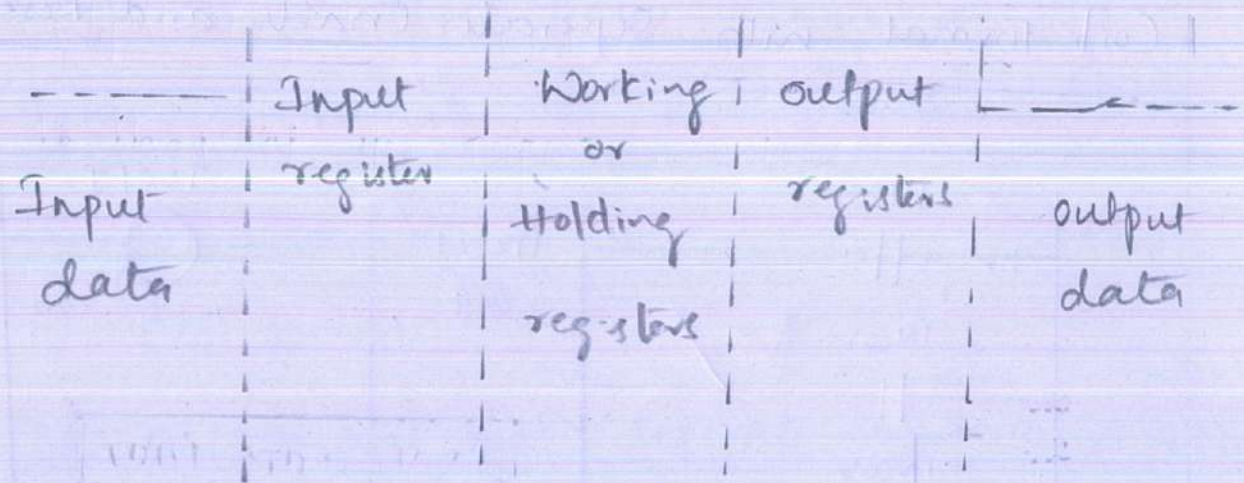 Input
register
Working
or
Holding
registers
output
registers
Input
data
output
data